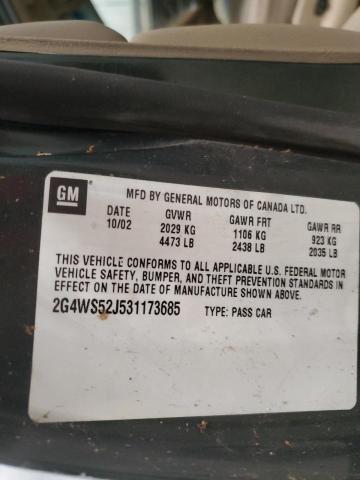 GM
MFD BY GENERAL MOTORS OF CANADA LTD.
DATE GVWR GAWR FRT GAWR RR
10/02 2029 KG 1106 KG 923 KG
4473 LB 2438 LB 2035 LB
THIS VEHICLE CONFORMS TO ALL APPLICABLE U.S. FEDERAL MOTOR
VEHICLE SAFETY, BUMPER, AND THEFT PREVENTION STANDARDS IN
EFFECT ON THE DATE OF MANUFACTURE SHOWN ABOVE.
2G4WS52J531173685 TYPE: PASS CAR